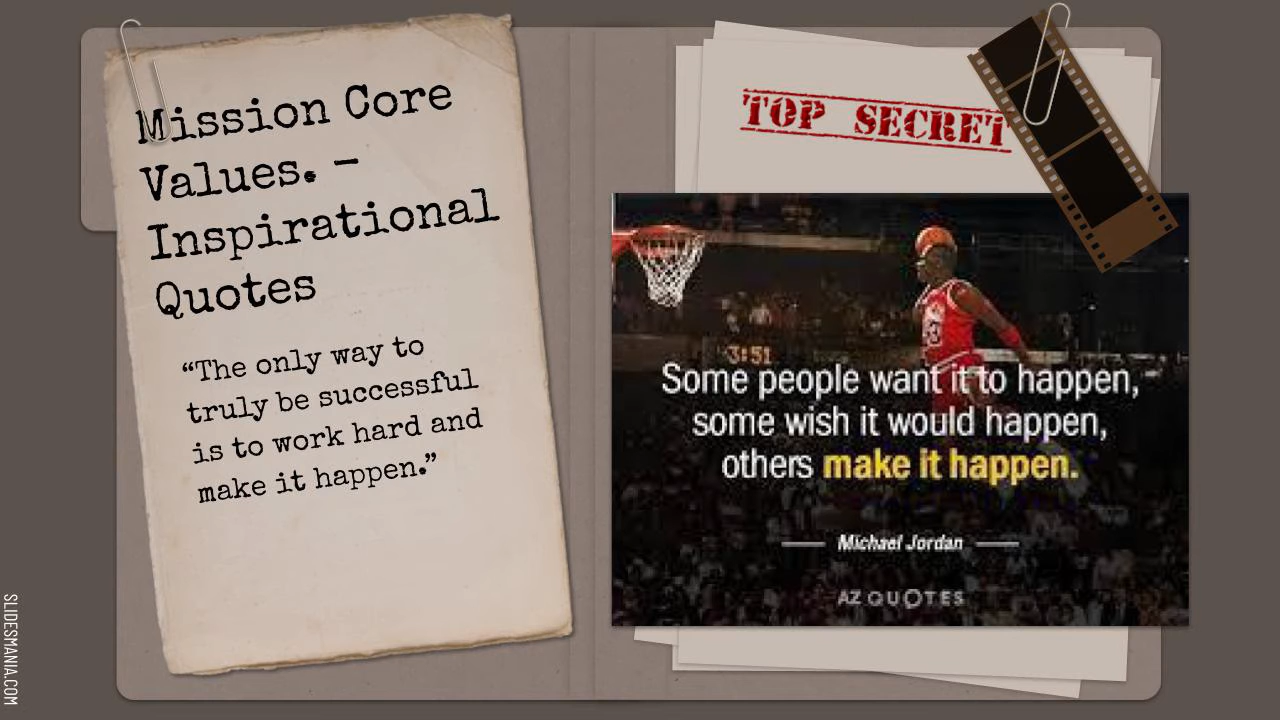 Mission Core
Values. –
Inspirational
Quotes
“The only way to
truly be successful
is to work hard and
make it happen.”
TOP SECRET
3:51
Some people want it to happen,
some wish it would happen,
others make it happen.
Michael Jordan
AZ QUOTES
SLIDESMANIA.COM